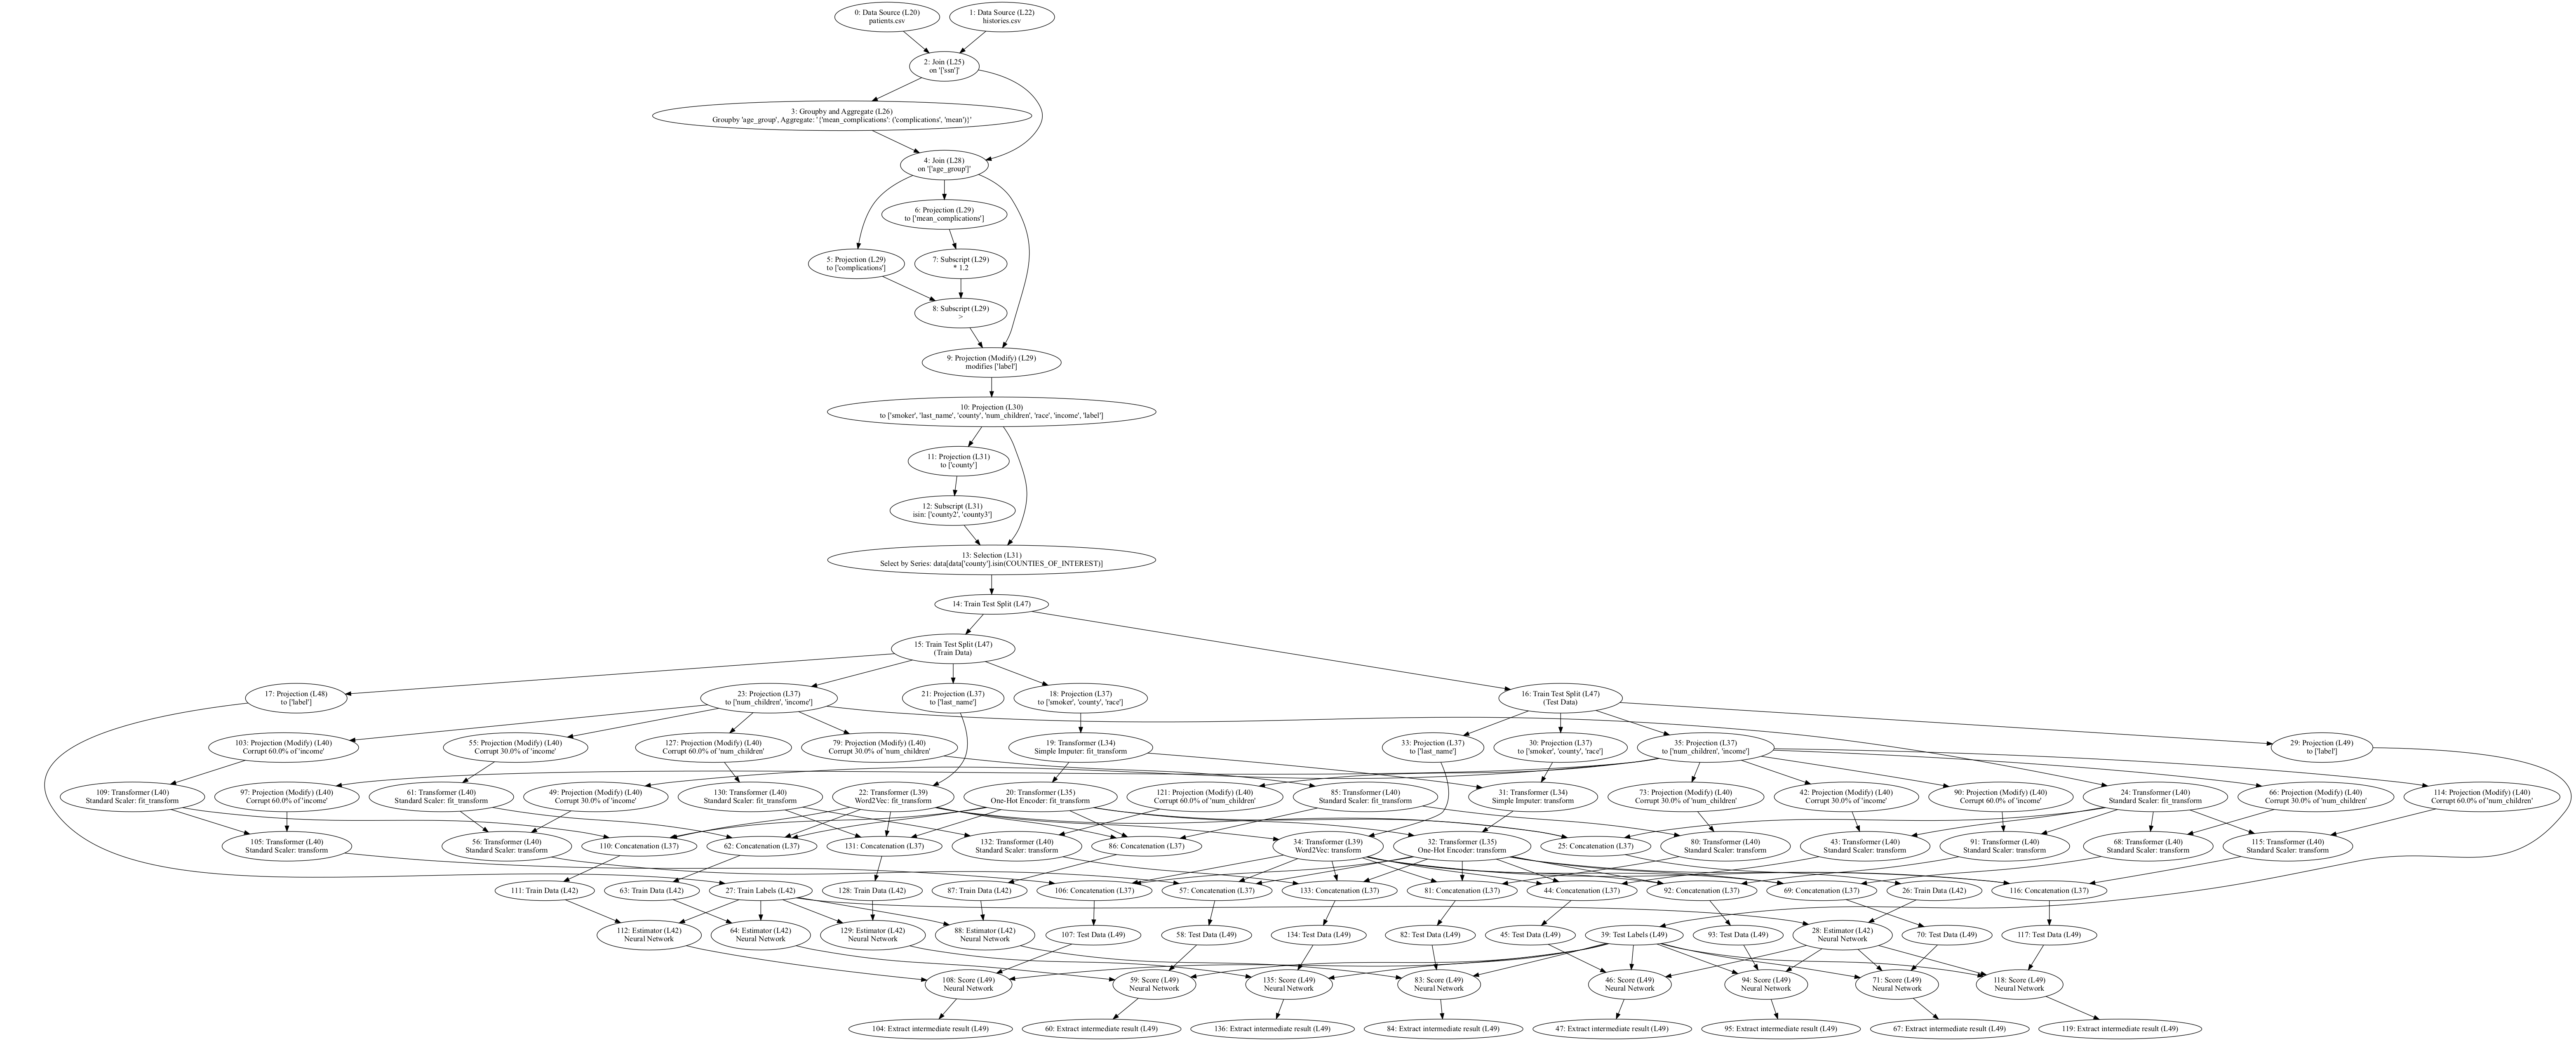 0: Data Source (L20)
patients.csv
1: Data Source (L22)
histories.csv
2: Join (L25)
on '['ssn']'
3: Groupby and Aggregate (L26)
Groupby 'age_group', Aggregate: '{'mean_complications': ('complications', 'mean')}'
4: Join (L28)
on '['age_group']'
6: Projection (L29)
to ['mean_complications']
5: Projection (L29)
to ['complications']
7: Subscript (L29)
* 1.2
8: Subscript (L29)
>
9: Projection (Modify) (L29)
modifies ['label']
10: Projection (L30)
to ['smoker', 'last_name', 'county', 'num_children', 'race', 'income', 'label']
11: Projection (L31)
to ['county']
12: Subscript (L31)
isin: ['county2', 'county3']
13: Selection (L31)
Select by Series: data[data['county'].isin(COUNTIES_OF_INTEREST)]
14: Train Test Split (L47)
15: Train Test Split (L47)
(Train Data)
17: Projection (L48)
to ['label']
23: Projection (L37)
to ['num_children', 'income']
21: Projection (L37)
to ['last_name']
18: Projection (L37)
to ['smoker', 'county', 'race']
16: Train Test Split (L47)
(Test Data)
103: Projection (Modify) (L40)
Corrupt 60.0% of 'income'
55: Projection (Modify) (L40)
Corrupt 30.0% of 'income'
127: Projection (Modify) (L40)
Corrupt 60.0% of 'num_children'
79: Projection (Modify) (L40)
Corrupt 30.0% of 'num_children'
19: Transformer (L34)
Simple Imputer: fit_transform
33: Projection (L37)
to ['last_name']
30: Projection (L37)
to ['smoker', 'county', 'race']
35: Projection (L37)
to ['num_children', 'income']
29: Projection (L49)
to ['label']
109: Transformer (L40)
Standard Scaler: fit_transform
97: Projection (Modify) (L40)
Corrupt 60.0% of 'income'
61: Transformer (L40)
Standard Scaler: fit_transform
49: Projection (Modify) (L40)
Corrupt 30.0% of 'income'
130: Transformer (L40)
Standard Scaler: fit_transform
22: Transformer (L39)
Word2Vec: fit_transform
20: Transformer (L35)
One-Hot Encoder: fit_transform
121: Projection (Modify) (L40)
Corrupt 60.0% of 'num_children'
85: Transformer (L40)
Standard Scaler: fit_transform
31: Transformer (L34)
Simple Imputer: transform
73: Projection (Modify) (L40)
Corrupt 30.0% of 'num_children'
42: Projection (Modify) (L40)
Corrupt 30.0% of 'income'
90: Projection (Modify) (L40)
Corrupt 60.0% of 'income'
24: Transformer (L40)
Standard Scaler: fit_transform
66: Projection (Modify) (L40)
Corrupt 30.0% of 'num_children'
114: Projection (Modify) (L40)
Corrupt 60.0% of 'num_children'
105: Transformer (L40)
Standard Scaler: transform
56: Transformer (L40)
Standard Scaler: transform
110: Concatenation (L37)
62: Concatenation (L37)
131: Concatenation (L37)
132: Transformer (L40)
Standard Scaler: transform
86: Concatenation (L37)
34: Transformer (L39)
Word2Vec: transform
32: Transformer (L35)
One-Hot Encoder: transform
25: Concatenation (L37)
80: Transformer (L40)
Standard Scaler: transform
43: Transformer (L40)
Standard Scaler: transform
91: Transformer (L40)
Standard Scaler: transform
68: Transformer (L40)
Standard Scaler: transform
115: Transformer (L40)
Standard Scaler: transform
111: Train Data (L42)
63: Train Data (L42)
27: Train Labels (L42)
128: Train Data (L42)
87: Train Data (L42)
106: Concatenation (L37)
57: Concatenation (L37)
133: Concatenation (L37)
81: Concatenation (L37)
44: Concatenation (L37)
92: Concatenation (L37)
69: Concatenation (L37)
26: Train Data (L42)
116: Concatenation (L37)
112: Estimator (L42)
Neural Network
64: Estimator (L42)
Neural Network
129: Estimator (L42)
Neural Network
88: Estimator (L42)
Neural Network
107: Test Data (L49)
58: Test Data (L49)
134: Test Data (L49)
82: Test Data (L49)
45: Test Data (L49)
39: Test Labels (L49)
93: Test Data (L49)
28: Estimator (L42)
Neural Network
70: Test Data (L49)
117: Test Data (L49)
108: Score (L49)
Neural Network
59: Score (L49)
Neural Network
135: Score (L49)
Neural Network
83: Score (L49)
Neural Network
46: Score (L49)
Neural Network
94: Score (L49)
Neural Network
71: Score (L49)
Neural Network
118: Score (L49)
Neural Network
104: Extract intermediate result (L49)
60: Extract intermediate result (L49)
136: Extract intermediate result (L49)
84: Extract intermediate result (L49)
47: Extract intermediate result (L49)
95: Extract intermediate result (L49)
67: Extract intermediate result (L49)
119: Extract intermediate result (L49)